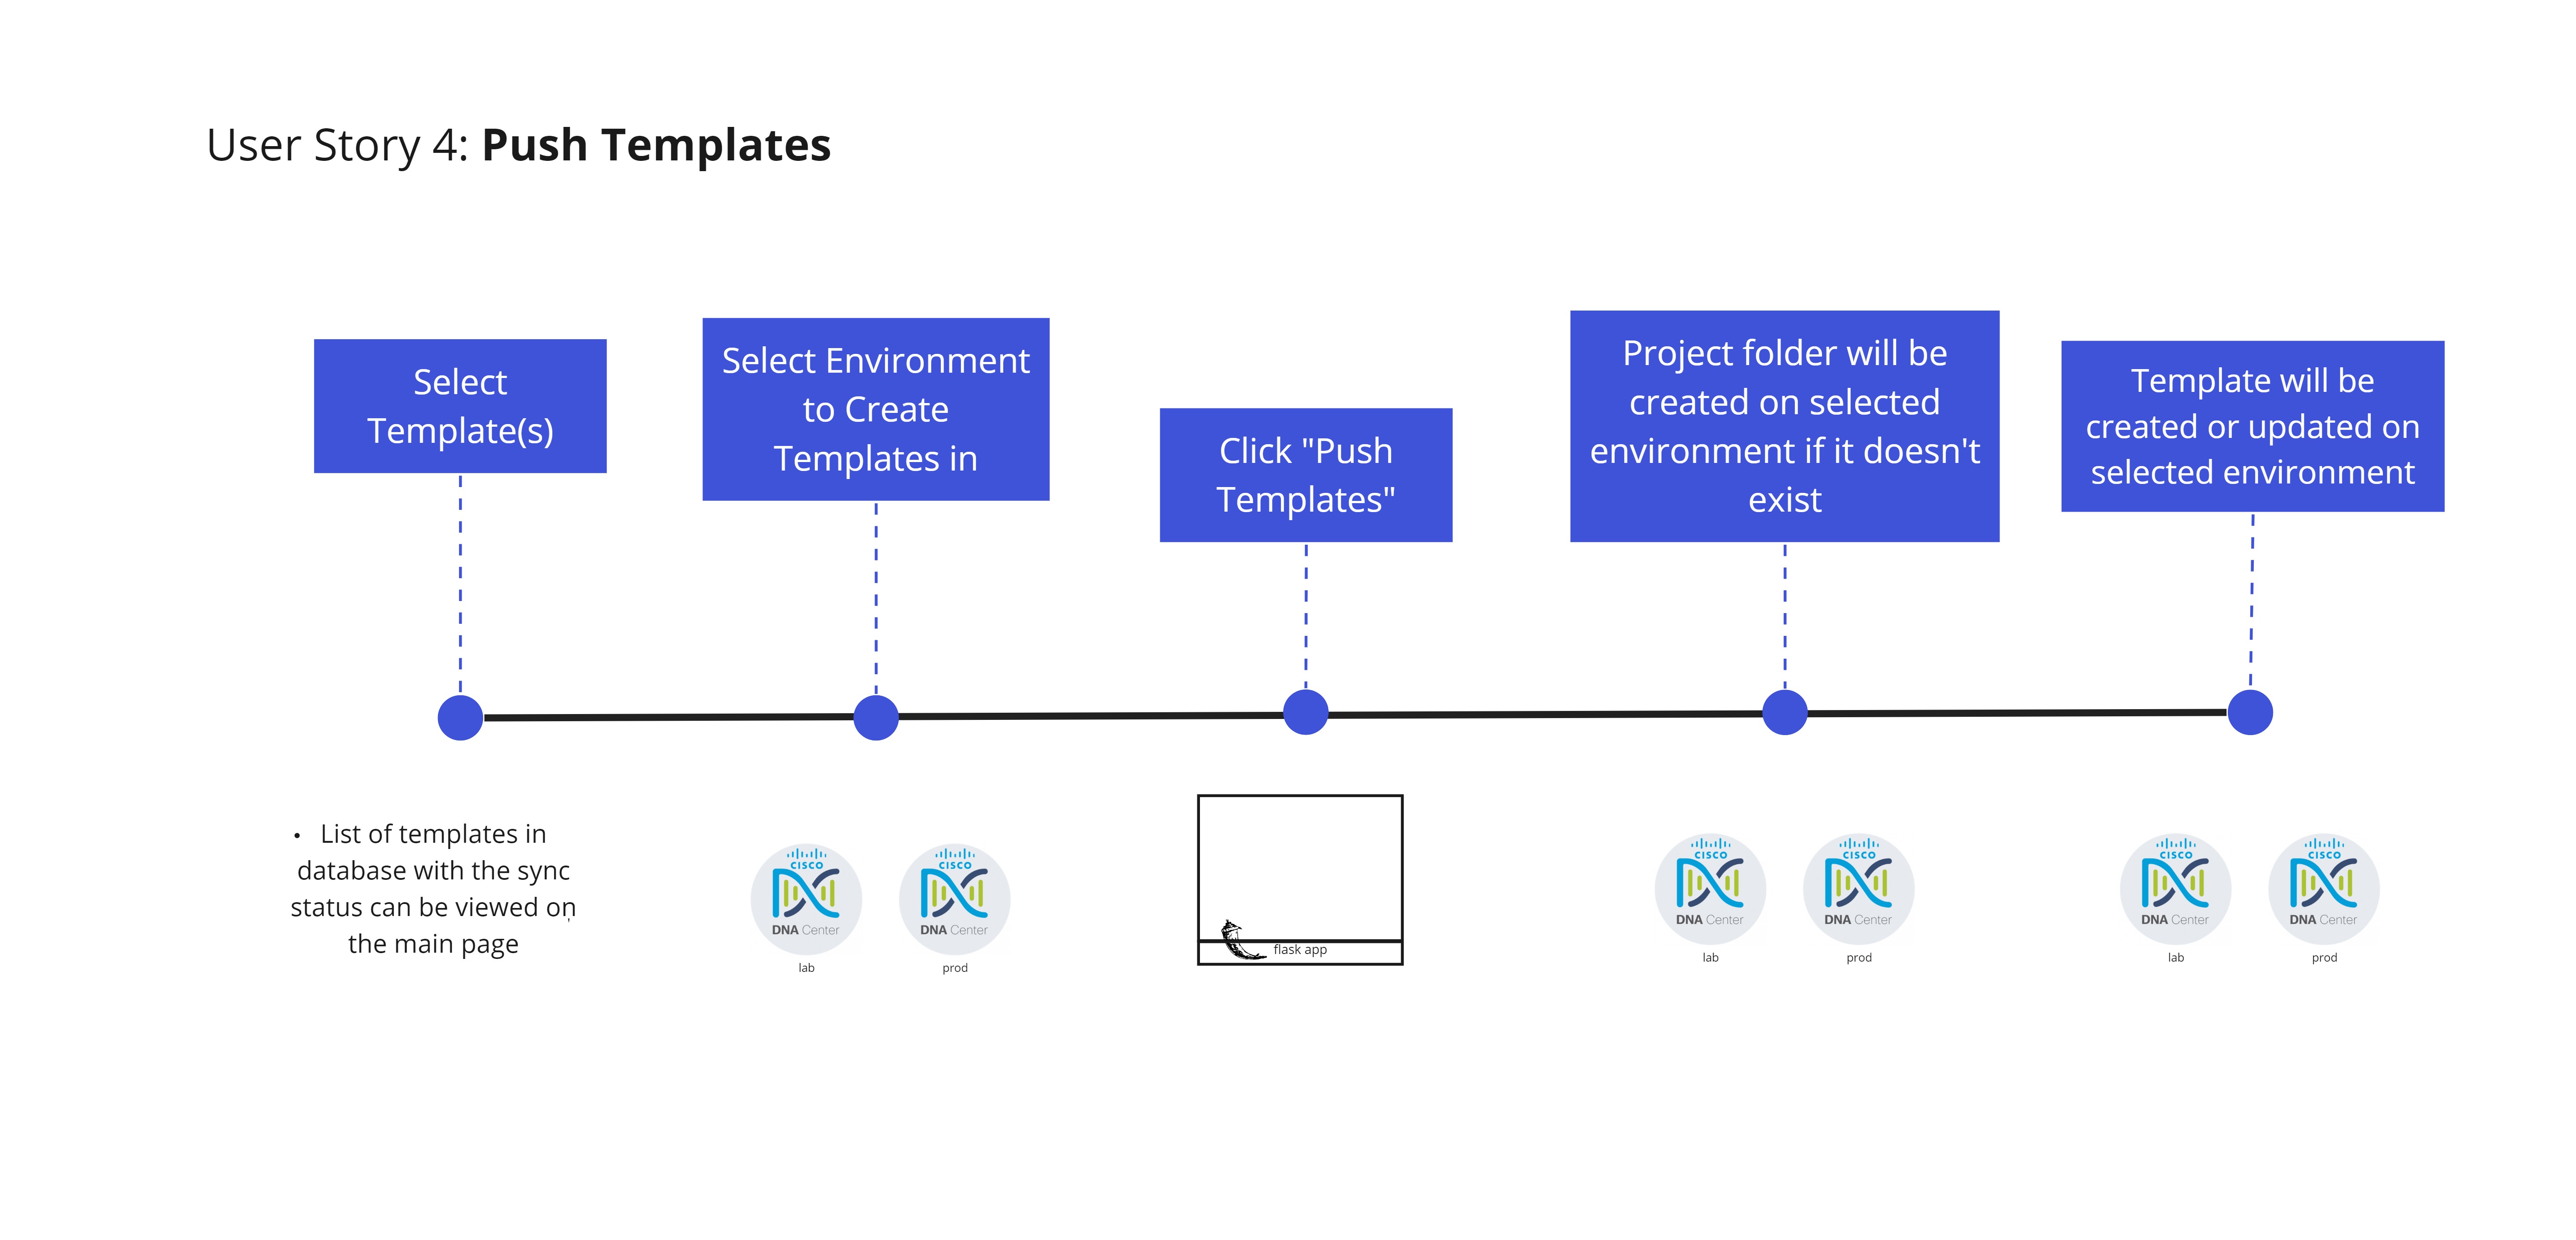 User Story 4: Push Templates
Select
Template(s)
Select Environment
to Create
Templates in
Click "Push
Templates"
Project folder will be
created on selected
environment if it doesn't
exist
Template will be
created or updated on
selected environment
• List of templates in
database with the sync
status can be viewed on
the main page
CISCO
DNA Center
lab
CISCO
DNA Center
prod
flask app
CISCO
DNA Center
lab
CISCO
DNA Center
prod
CISCO
DNA Center
lab
CISCO
DNA Center
prod